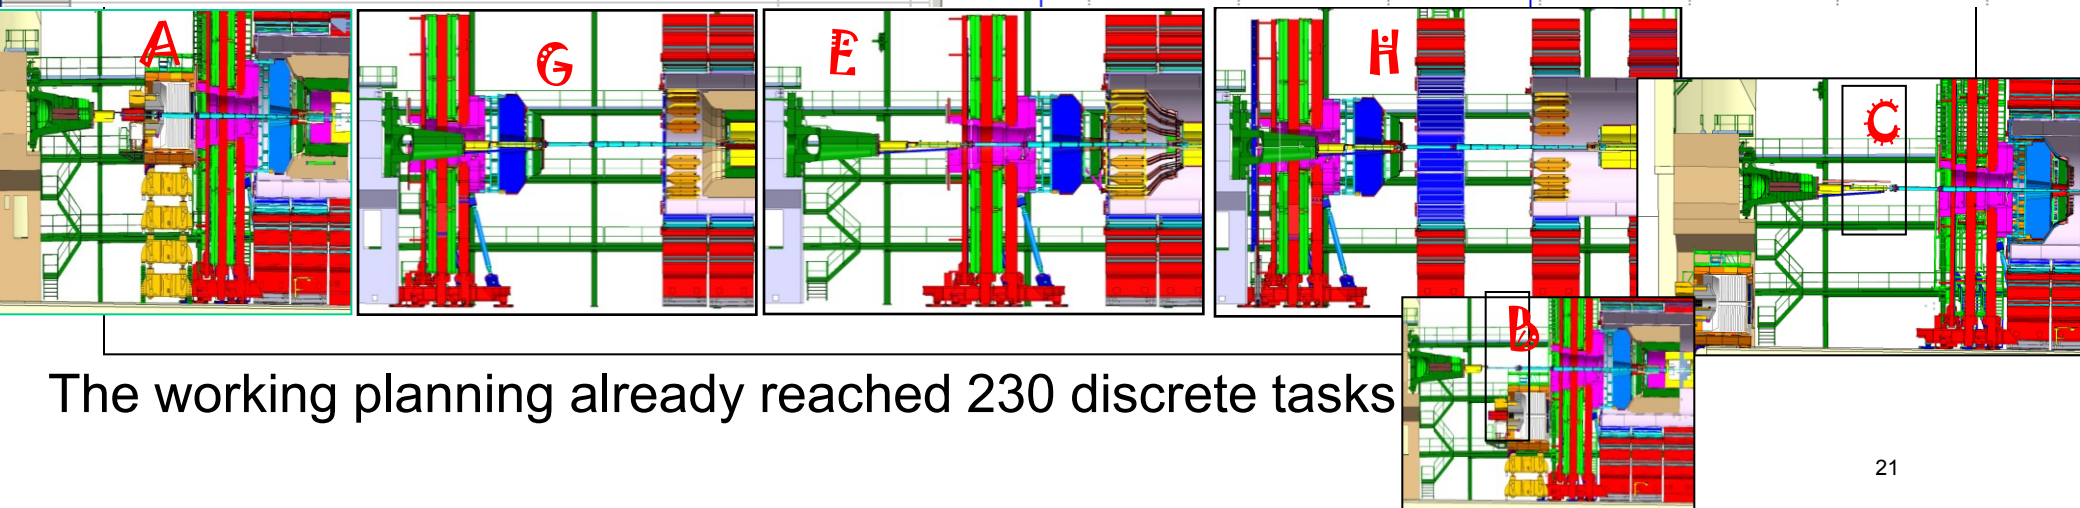 A
G
E
H
C
B
The working planning already reached 230 discrete tasks
21